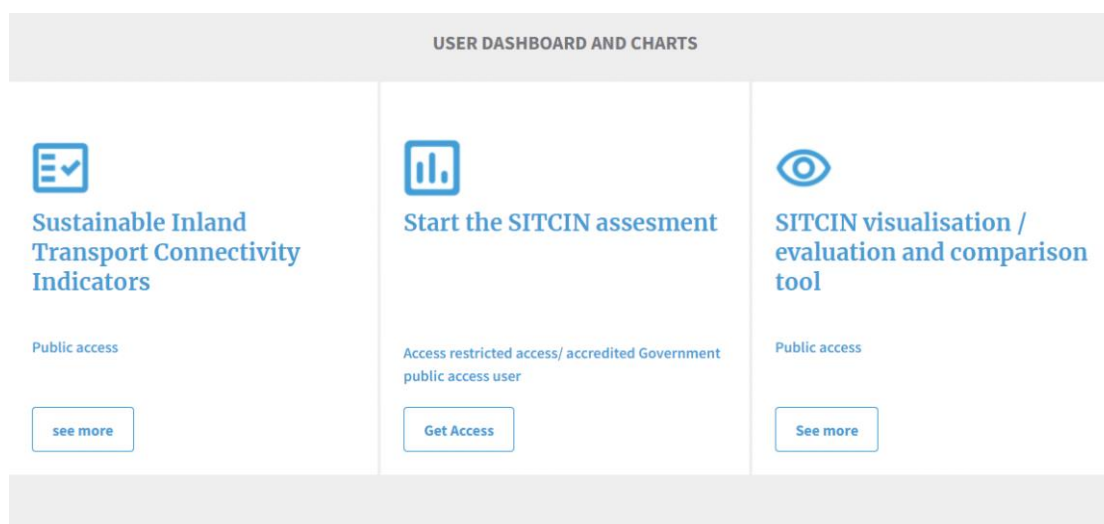 USER DASHBOARD AND CHARTS
Sustainable Inland
Transport Connectivity
Indicators
Public access
see more
Start the SITCIN assesment
Access restricted access/ accredited Government
public access user
Get Access
SITCIN visualisation /
evaluation and comparison
tool
Public access
See more